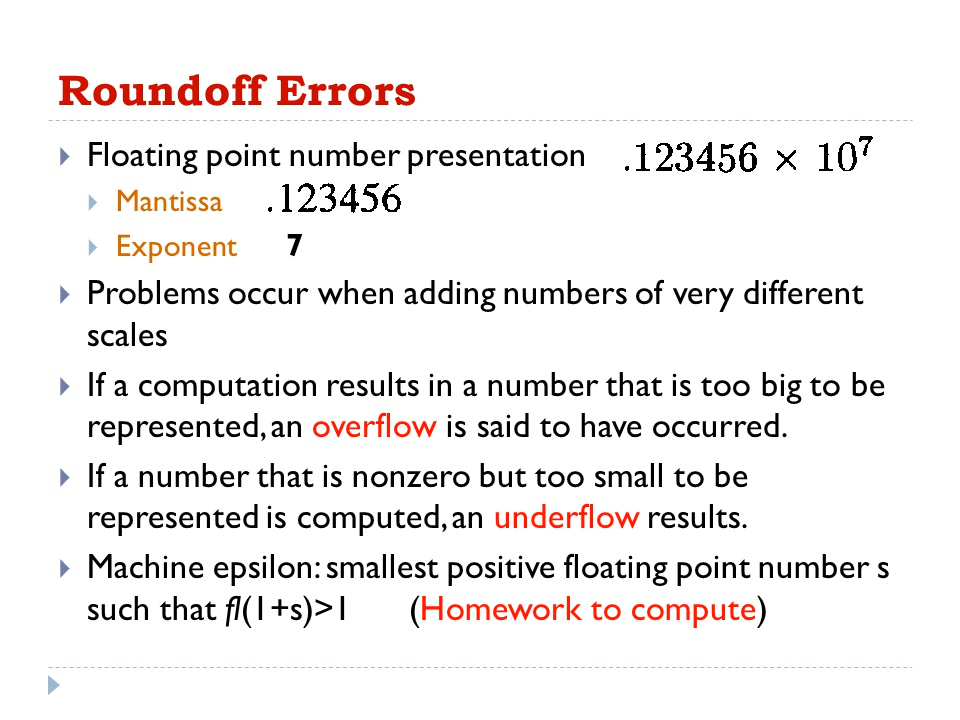 Roundoff Errors
Floating point number presentation .123456 × 10⁷
Mantissa .123456
Exponent 7
Problems occur when adding numbers of very different
scales
If a computation results in a number that is too big to be
represented, an overflow is said to have occurred.
If a number that is nonzero but too small to be
represented is computed, an underflow results.
Machine epsilon: smallest positive floating point number s
such that fl(1+s)>1 (Homework to compute)